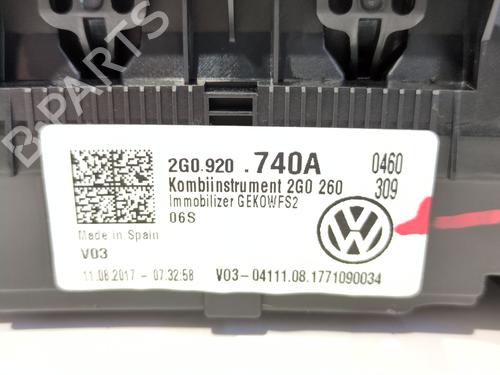 B-PARTS
2G0.920 .740A 0460
Kombiinstrument 2G0 260 309
Immobilizer GEKOWFS2
06S
Made in Spain
V03
11.08.2017 - 07:32:58 V03-04111.08.1771090034